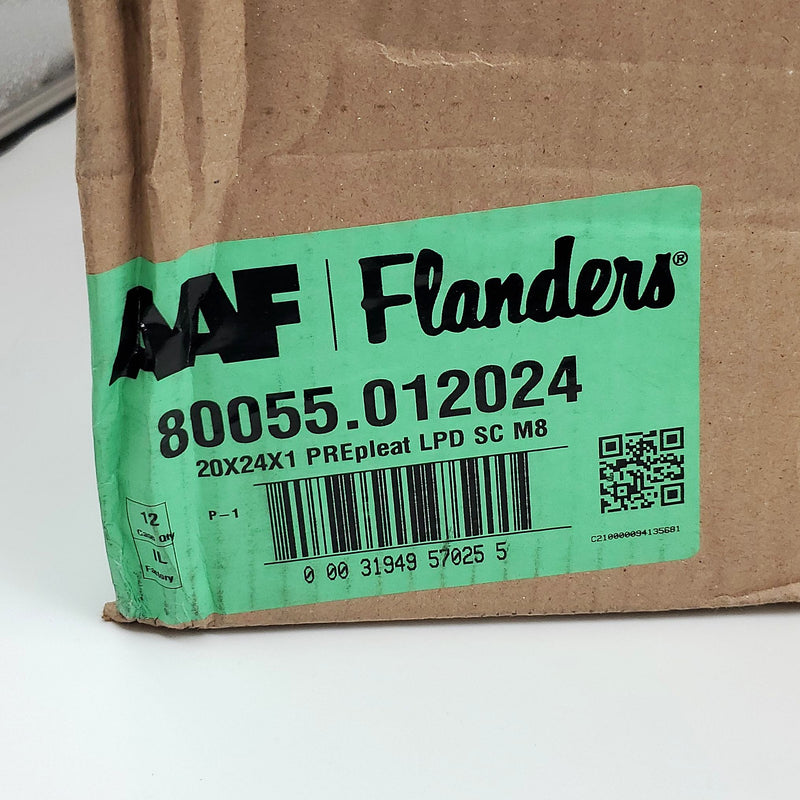 AAF | Flanders®
80055.012024
20X24X1 PREpleat LPD SC M8
P-1
12
Case Qty
IL
Factory
0 00 31949 57025 5
C210000094135681